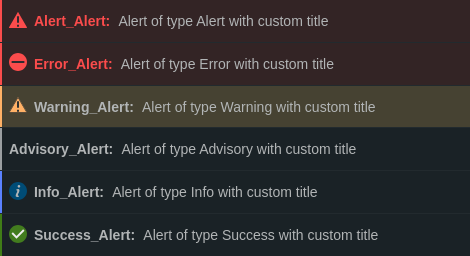 Alert_Alert: Alert of type Alert with custom title
Error_Alert: Alert of type Error with custom title
Warning_Alert: Alert of type Warning with custom title
Advisory_Alert: Alert of type Advisory with custom title
Info_Alert: Alert of type Info with custom title
Success_Alert: Alert of type Success with custom title